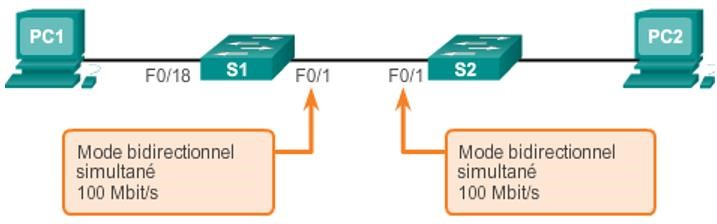 PC1
F0/18
S1
F0/1
F0/1
S2
PC2
Mode bidirectionnel
simultané
100 Mbit/s
Mode bidirectionnel
simultané
100 Mbit/s